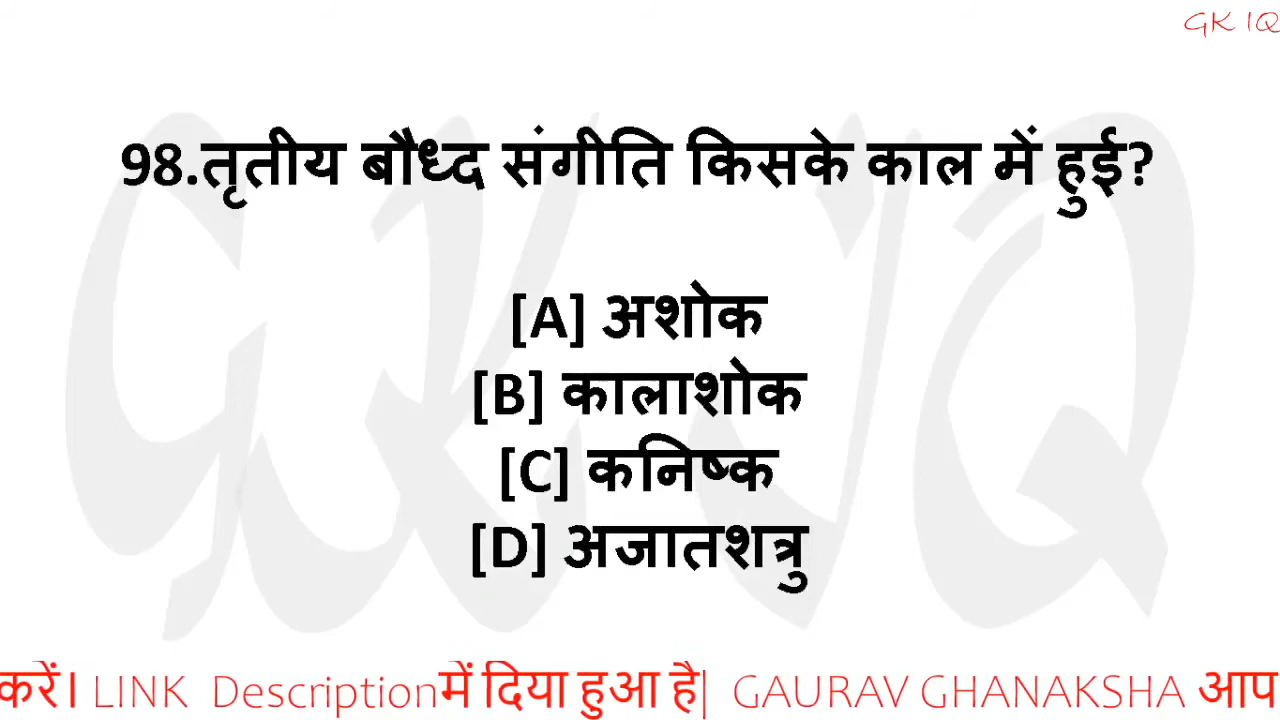 GK IQ
98.तृतीय बौध्द संगीति किसके काल में हुई?
[A] अशोक
[B] कालाशोक
[C] कनिष्क
[D] अजातशत्रु
करें। LINK Descriptionमें दिया हुआ है| GAURAV GHANAKSHA आप